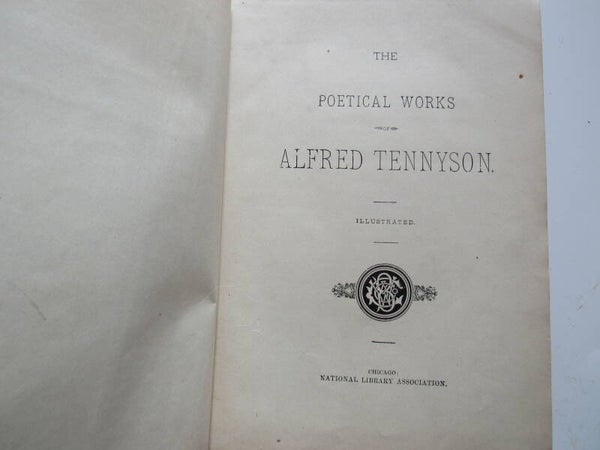 THE
POETICAL WORKS
OF
ALFRED TENNYSON.
ILLUSTRATED.
CHICAGO:
NATIONAL LIBRARY ASSOCIATION.